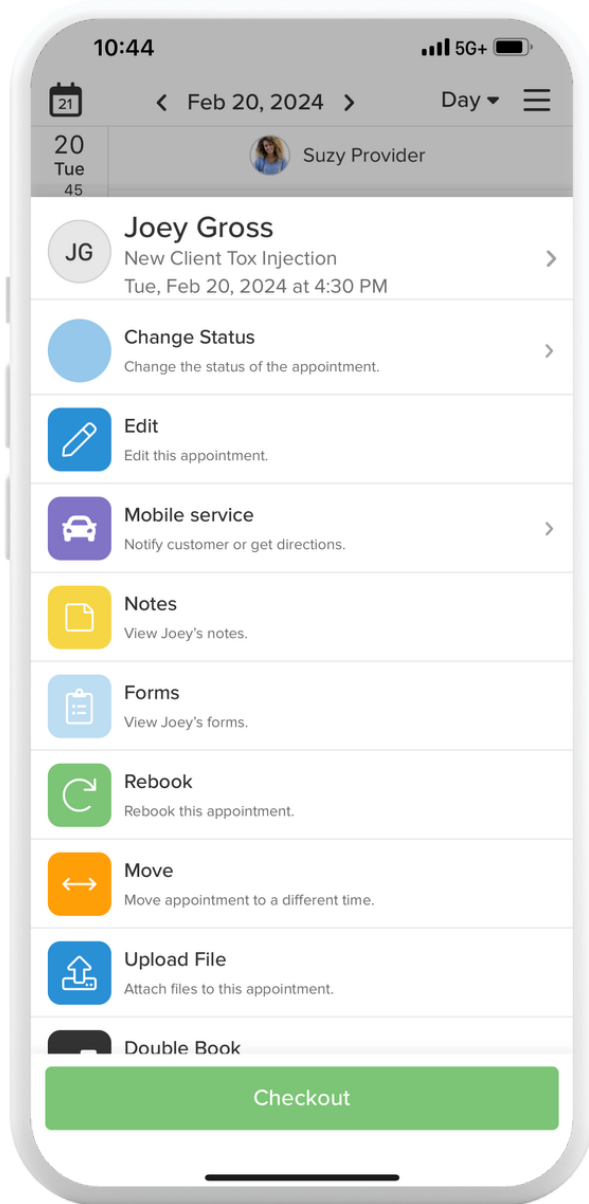 10:44
5G+
21
Feb 20, 2024
Day
20
Tue
45
Suzy Provider
JG
Joey Gross
New Client Tox Injection
Tue, Feb 20, 2024 at 4:30 PM
Change Status
Change the status of the appointment.
Edit
Edit this appointment.
Mobile service
Notify customer or get directions.
Notes
View Joey's notes.
Forms
View Joey's forms.
Rebook
Rebook this appointment.
Move
Move appointment to a different time.
Upload File
Attach files to this appointment.
Double Book
Checkout